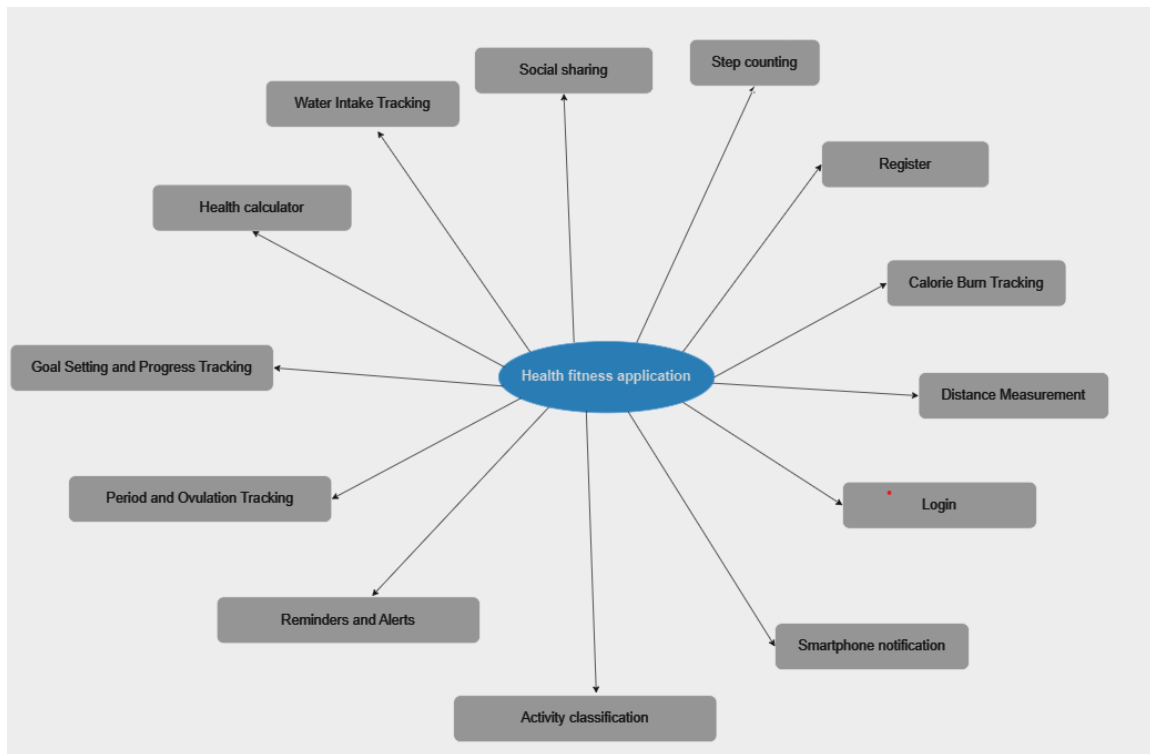 Step counting
Social sharing
Water Intake Tracking
Register
Health calculator
Calorie Burn Tracking
Goal Setting and Progress Tracking
Health fitness application
Distance Measurement
Period and Ovulation Tracking
Login
Reminders and Alerts
Smartphone notification
Activity classification